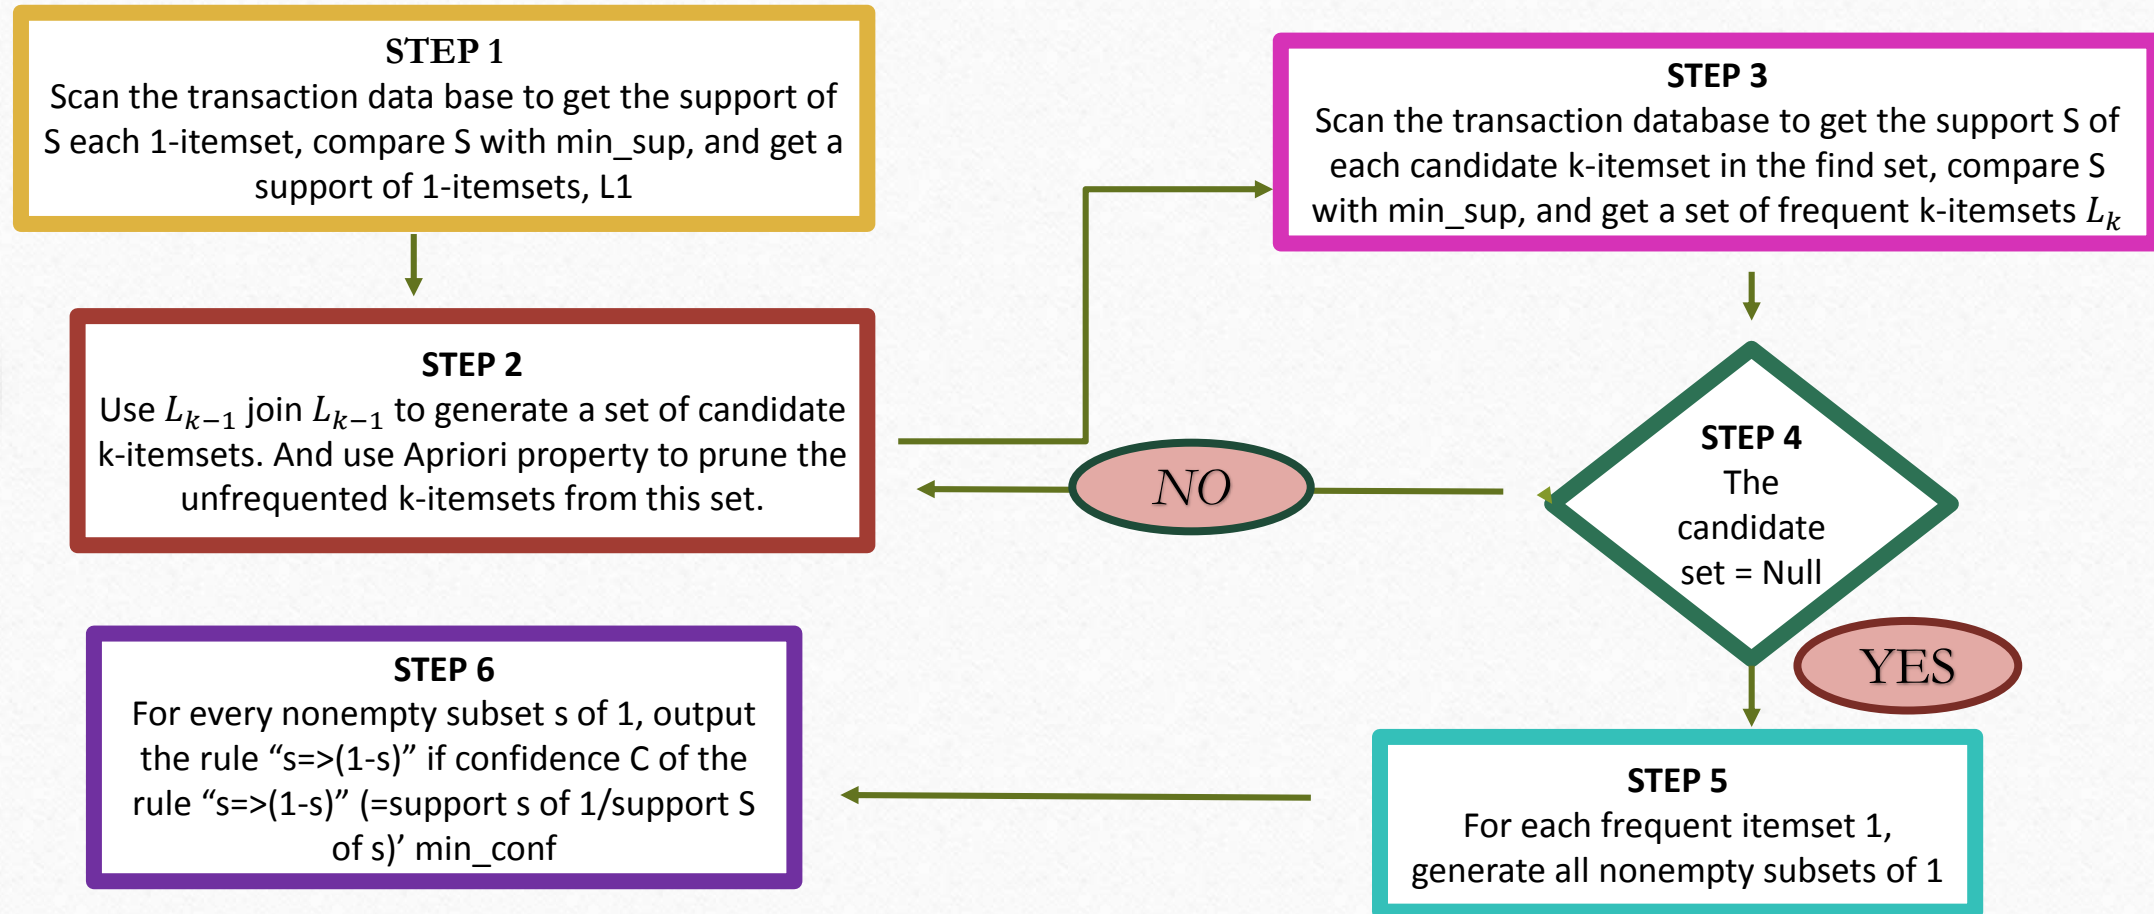 STEP 1
Scan the transaction data base to get the support of
S each 1-itemset, compare S with min_sup, and get a
support of 1-itemsets, L1
STEP 2
Use L_{k−1} join L_{k−1} to generate a set of candidate
k-itemsets. And use Apriori property to prune the
unfrequented k-itemsets from this set.
STEP 3
Scan the transaction database to get the support S of
each candidate k-itemset in the find set, compare S
with min_sup, and get a set of frequent k-itemsets L_k
STEP 4
The
candidate
set = Null
NO
YES
STEP 5
For each frequent itemset 1,
generate all nonempty subsets of 1
STEP 6
For every nonempty subset s of 1, output
the rule “s=>(1-s)” if confidence C of the
rule “s=>(1-s)” (=support s of 1/support S
of s)’ min_conf